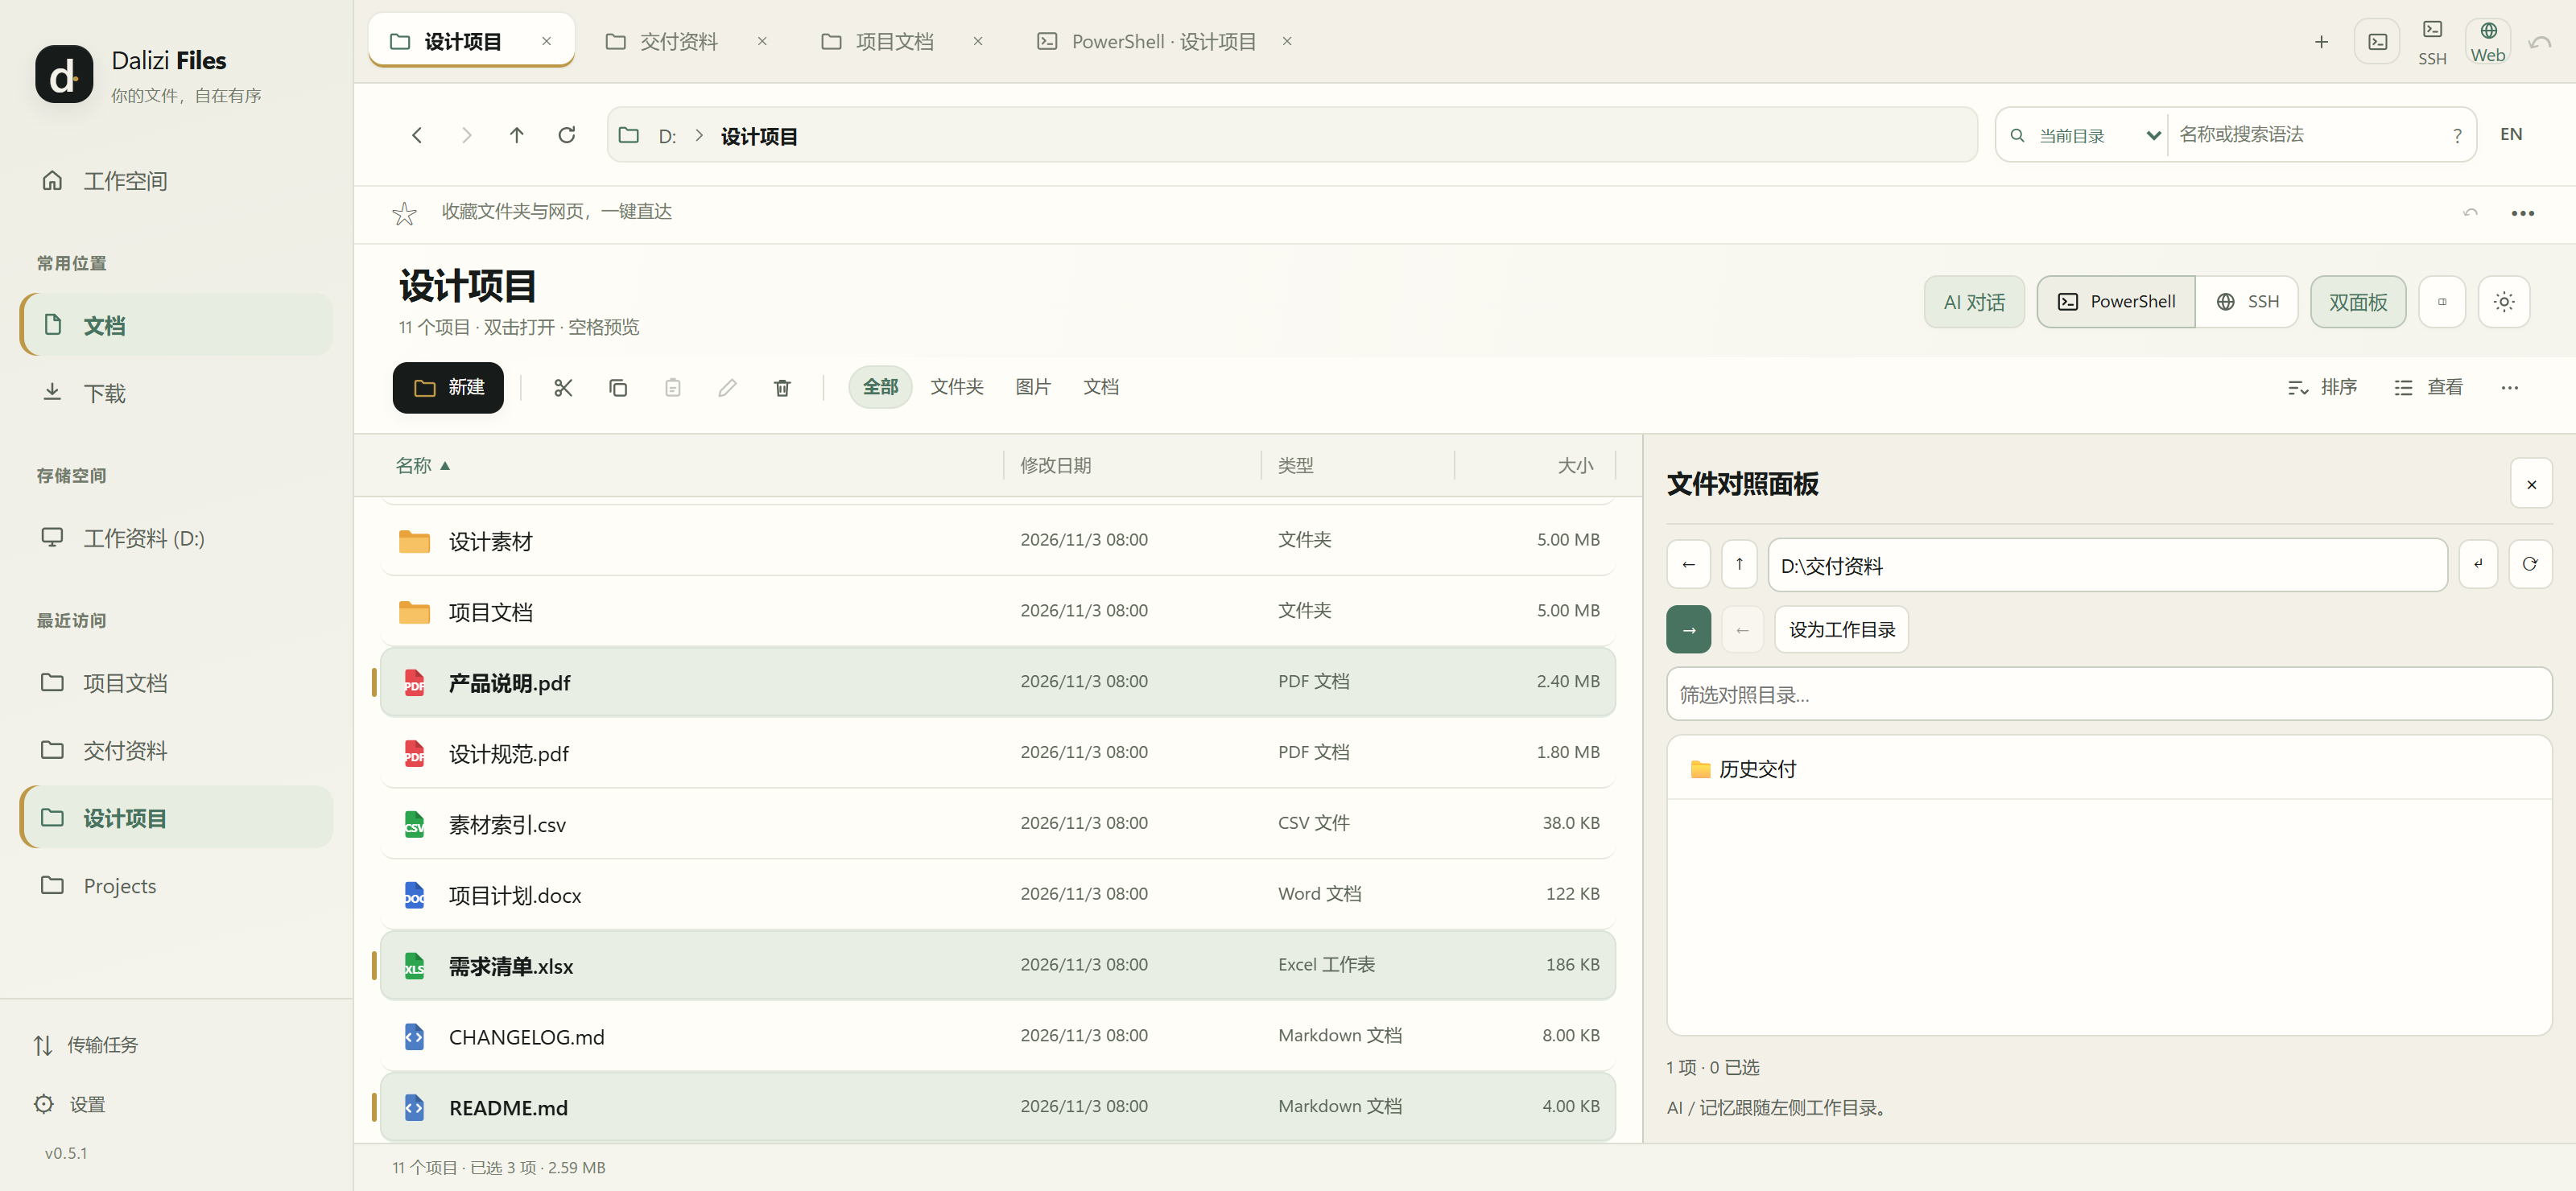 Dalizi Files
你的文件，自在有序
工作空间
常用位置
文档
下载
存储空间
工作资料 (D:)
最近访问
项目文档
交付资料
设计项目
Projects
传输任务
设置
v0.5.1
设计项目 ×
交付资料 ×
项目文档 ×
PowerShell · 设计项目 ×
SSH
Web
D: 设计项目
当前目录 名称或搜索语法 ?
EN
收藏文件夹与网页，一键直达
设计项目
11 个项目 · 双击打开 · 空格预览
AI 对话 PowerShell SSH 双面板
新建 全部 文件夹 图片 文档 排序 查看
名称 ▲ 修改日期 类型 大小
设计素材 2026/11/3 08:00 文件夹 5.00 MB
项目文档 2026/11/3 08:00 文件夹 5.00 MB
PDF 产品说明.pdf 2026/11/3 08:00 PDF 文档 2.40 MB
PDF 设计规范.pdf 2026/11/3 08:00 PDF 文档 1.80 MB
CSV 素材索引.csv 2026/11/3 08:00 CSV 文件 38.0 KB
DOC 项目计划.docx 2026/11/3 08:00 Word 文档 122 KB
XLS 需求清单.xlsx 2026/11/3 08:00 Excel 工作表 186 KB
CHANGELOG.md 2026/11/3 08:00 Markdown 文档 8.00 KB
README.md 2026/11/3 08:00 Markdown 文档 4.00 KB
11 个项目 · 已选 3 项 · 2.59 MB
文件对照面板 ×
← ↑ D:\交付资料
→ ← 设为工作目录
筛选对照目录...
历史交付
1 项 · 0 已选
AI / 记忆跟随左侧工作目录。